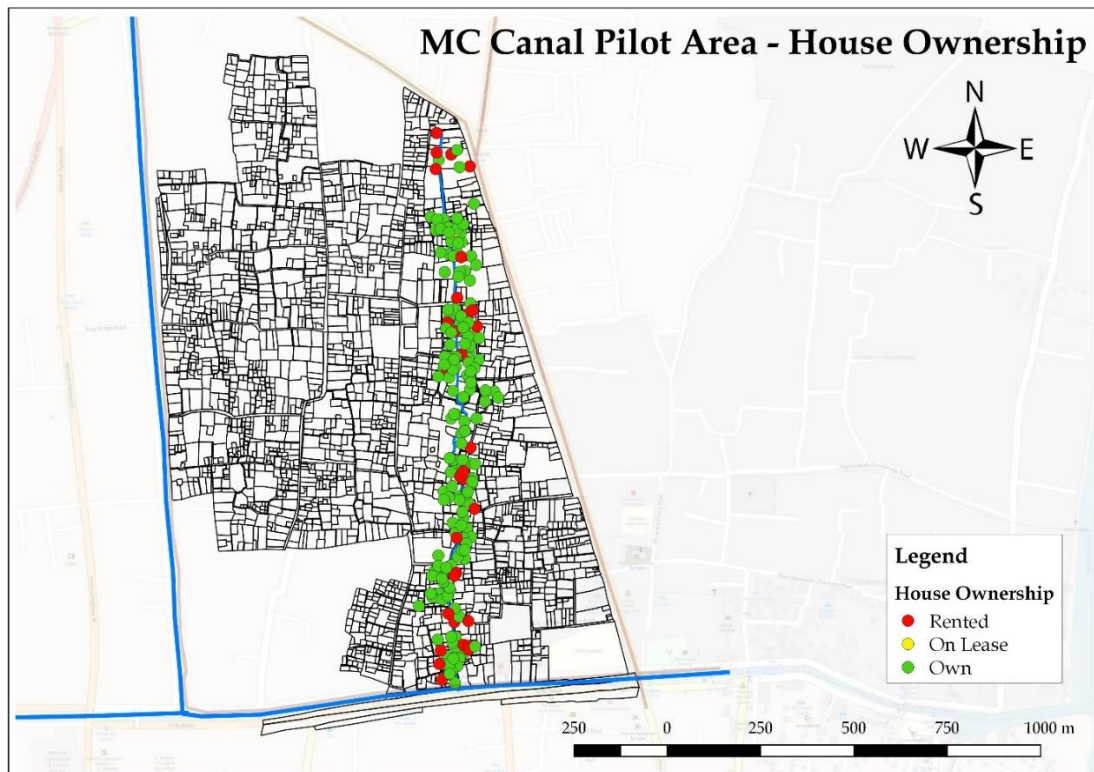 MC Canal Pilot Area - House Ownership
N
W E
S
Legend
House Ownership
Rented
On Lease
Own
250 0 250 500 750 1000 m